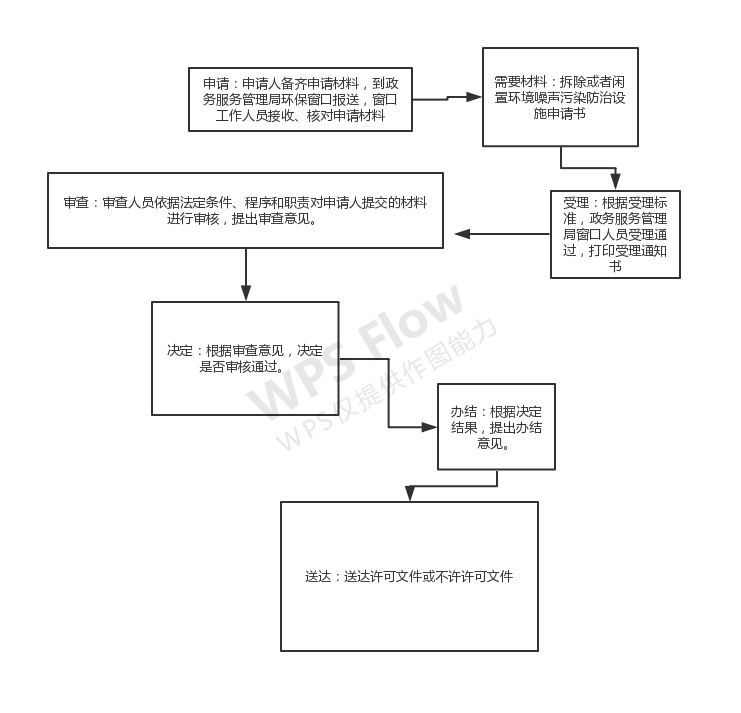 申请：申请人备齐申请材料，到政
务服务管理局环保窗口报送，窗口
工作人员接收、核对申请材料
需要材料：拆除或者闲
置环境噪声污染防治设
施申请书
受理：根据受理标
准，政务服务管理
局窗口人员受理通
过，打印受理通知
书
审查：审查人员依据法定条件、程序和职责对申请人提交的材料
进行审核，提出审查意见。
决定：根据审查意见，决定
是否审核通过。
办结：根据决定
结果，提出办结
意见。
送达：送达许可文件或不许许可文件
WPS Flow
WPS仅提供作图能力